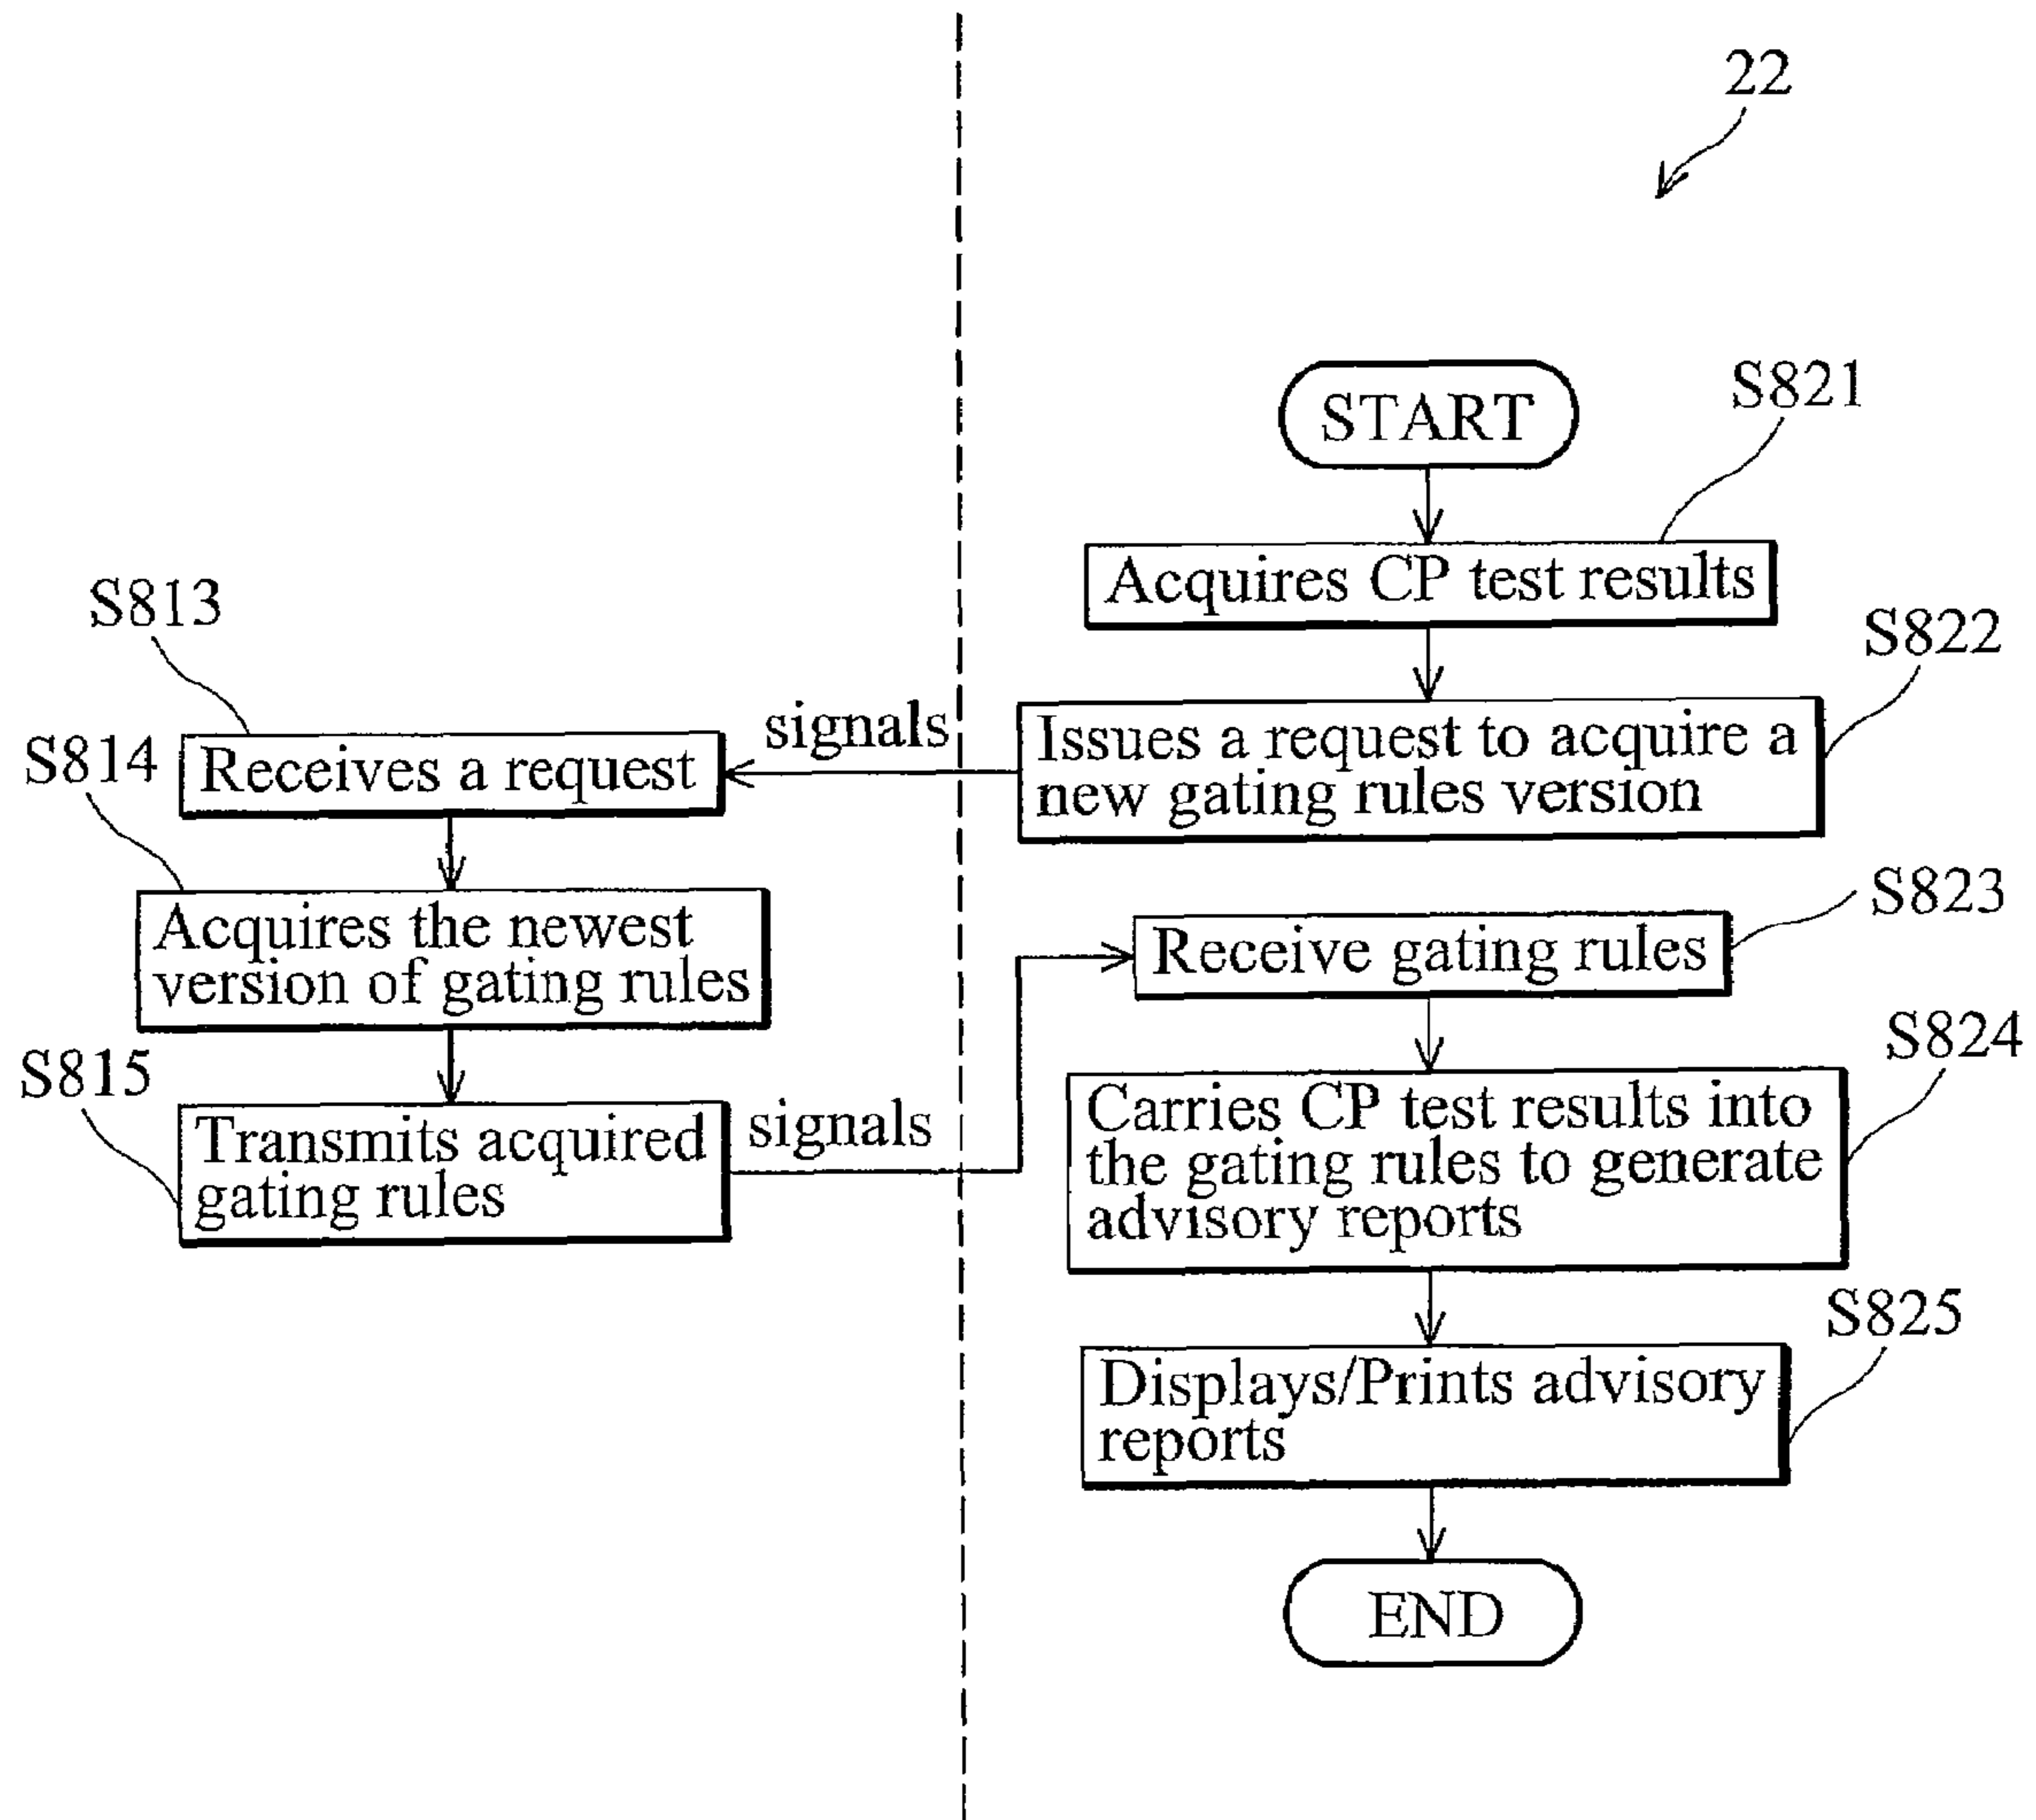 22
START
S821
Acquires CP test results
S822
Issues a request to acquire a
new gating rules version
signals
S813
Receives a request
S814
Acquires the newest
version of gating rules
S815
Transmits acquired
gating rules
signals
S823
Receive gating rules
S824
Carries CP test results into
the gating rules to generate
advisory reports
S825
Displays/Prints advisory
reports
END